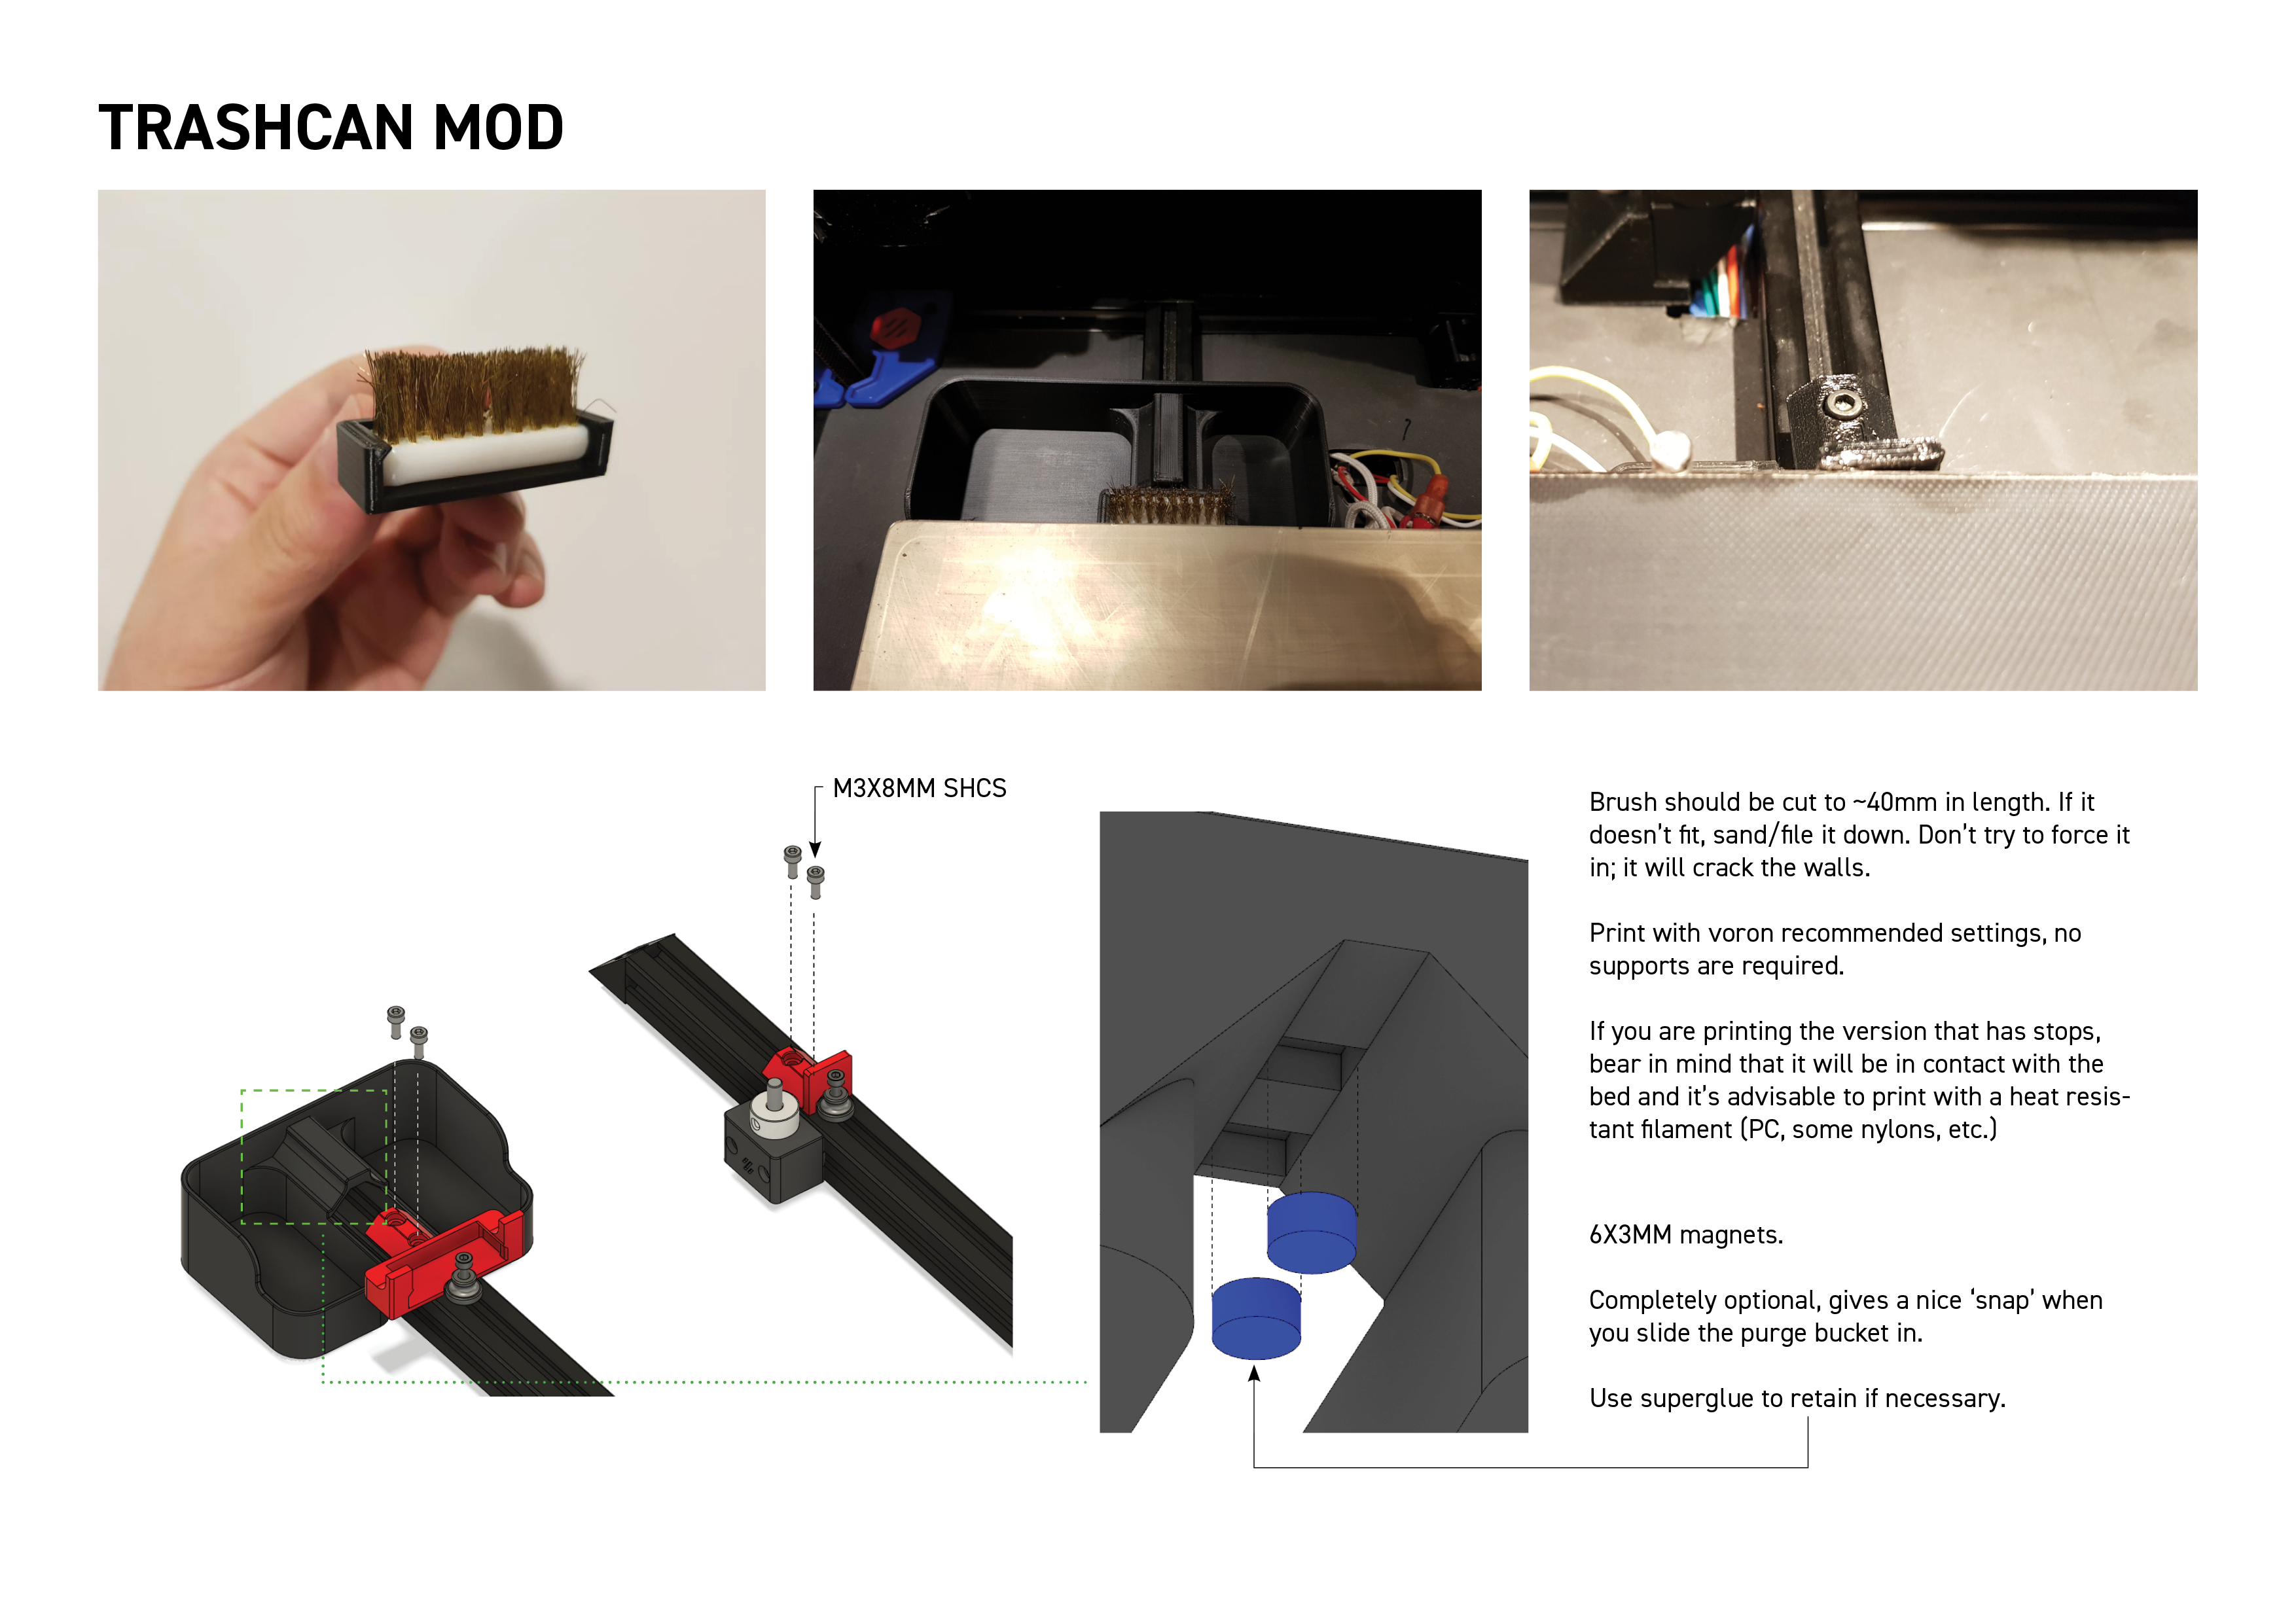 TRASHCAN MOD
M3X8MM SHCS
Brush should be cut to ~40mm in length. If it
doesn’t fit, sand/file it down. Don’t try to force it
in; it will crack the walls.
Print with voron recommended settings, no
supports are required.
If you are printing the version that has stops,
bear in mind that it will be in contact with the
bed and it’s advisable to print with a heat resis-
tant filament (PC, some nylons, etc.)
6X3MM magnets.
Completely optional, gives a nice ‘snap’ when
you slide the purge bucket in.
Use superglue to retain if necessary.